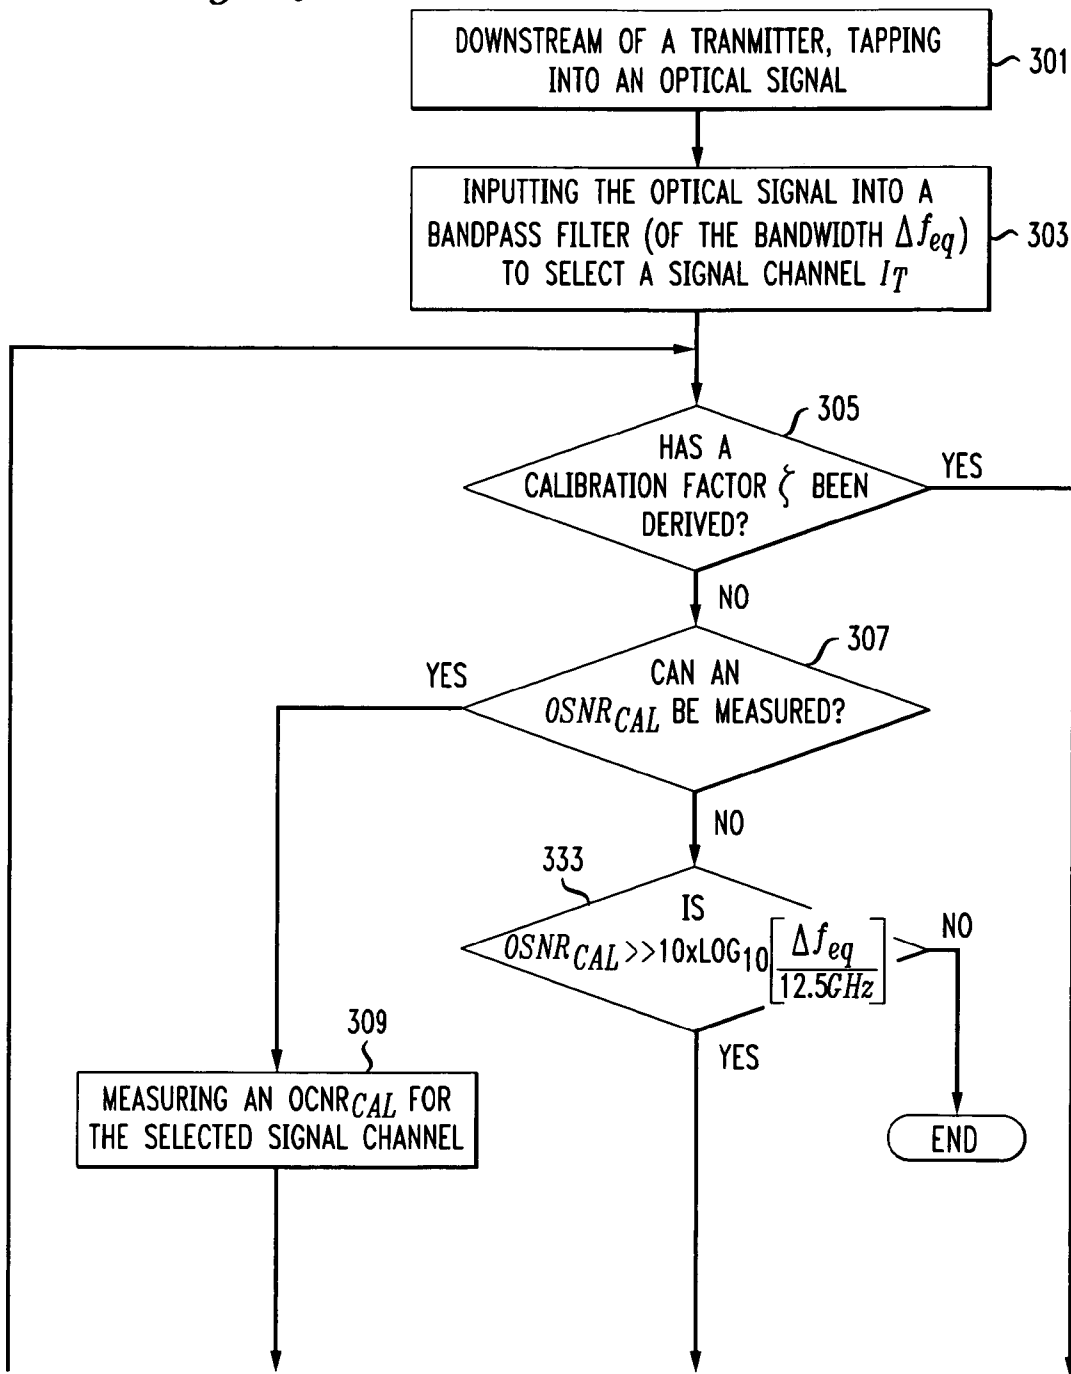 DOWNSTREAM OF A TRANMITTER, TAPPING
INTO AN OPTICAL SIGNAL
301
INPUTTING THE OPTICAL SIGNAL INTO A
BANDPASS FILTER (OF THE BANDWIDTH Δf_eq)
TO SELECT A SIGNAL CHANNEL I_T
303
305
HAS A
CALIBRATION FACTOR ζ BEEN
DERIVED?
YES
NO
307
CAN AN
OSNR_CAL BE MEASURED?
YES
NO
333
IS
OSNR_CAL >>10xLOG_10[Δf_eq/12.5GHz]
NO
YES
309
MEASURING AN OCNR_CAL FOR
THE SELECTED SIGNAL CHANNEL
END